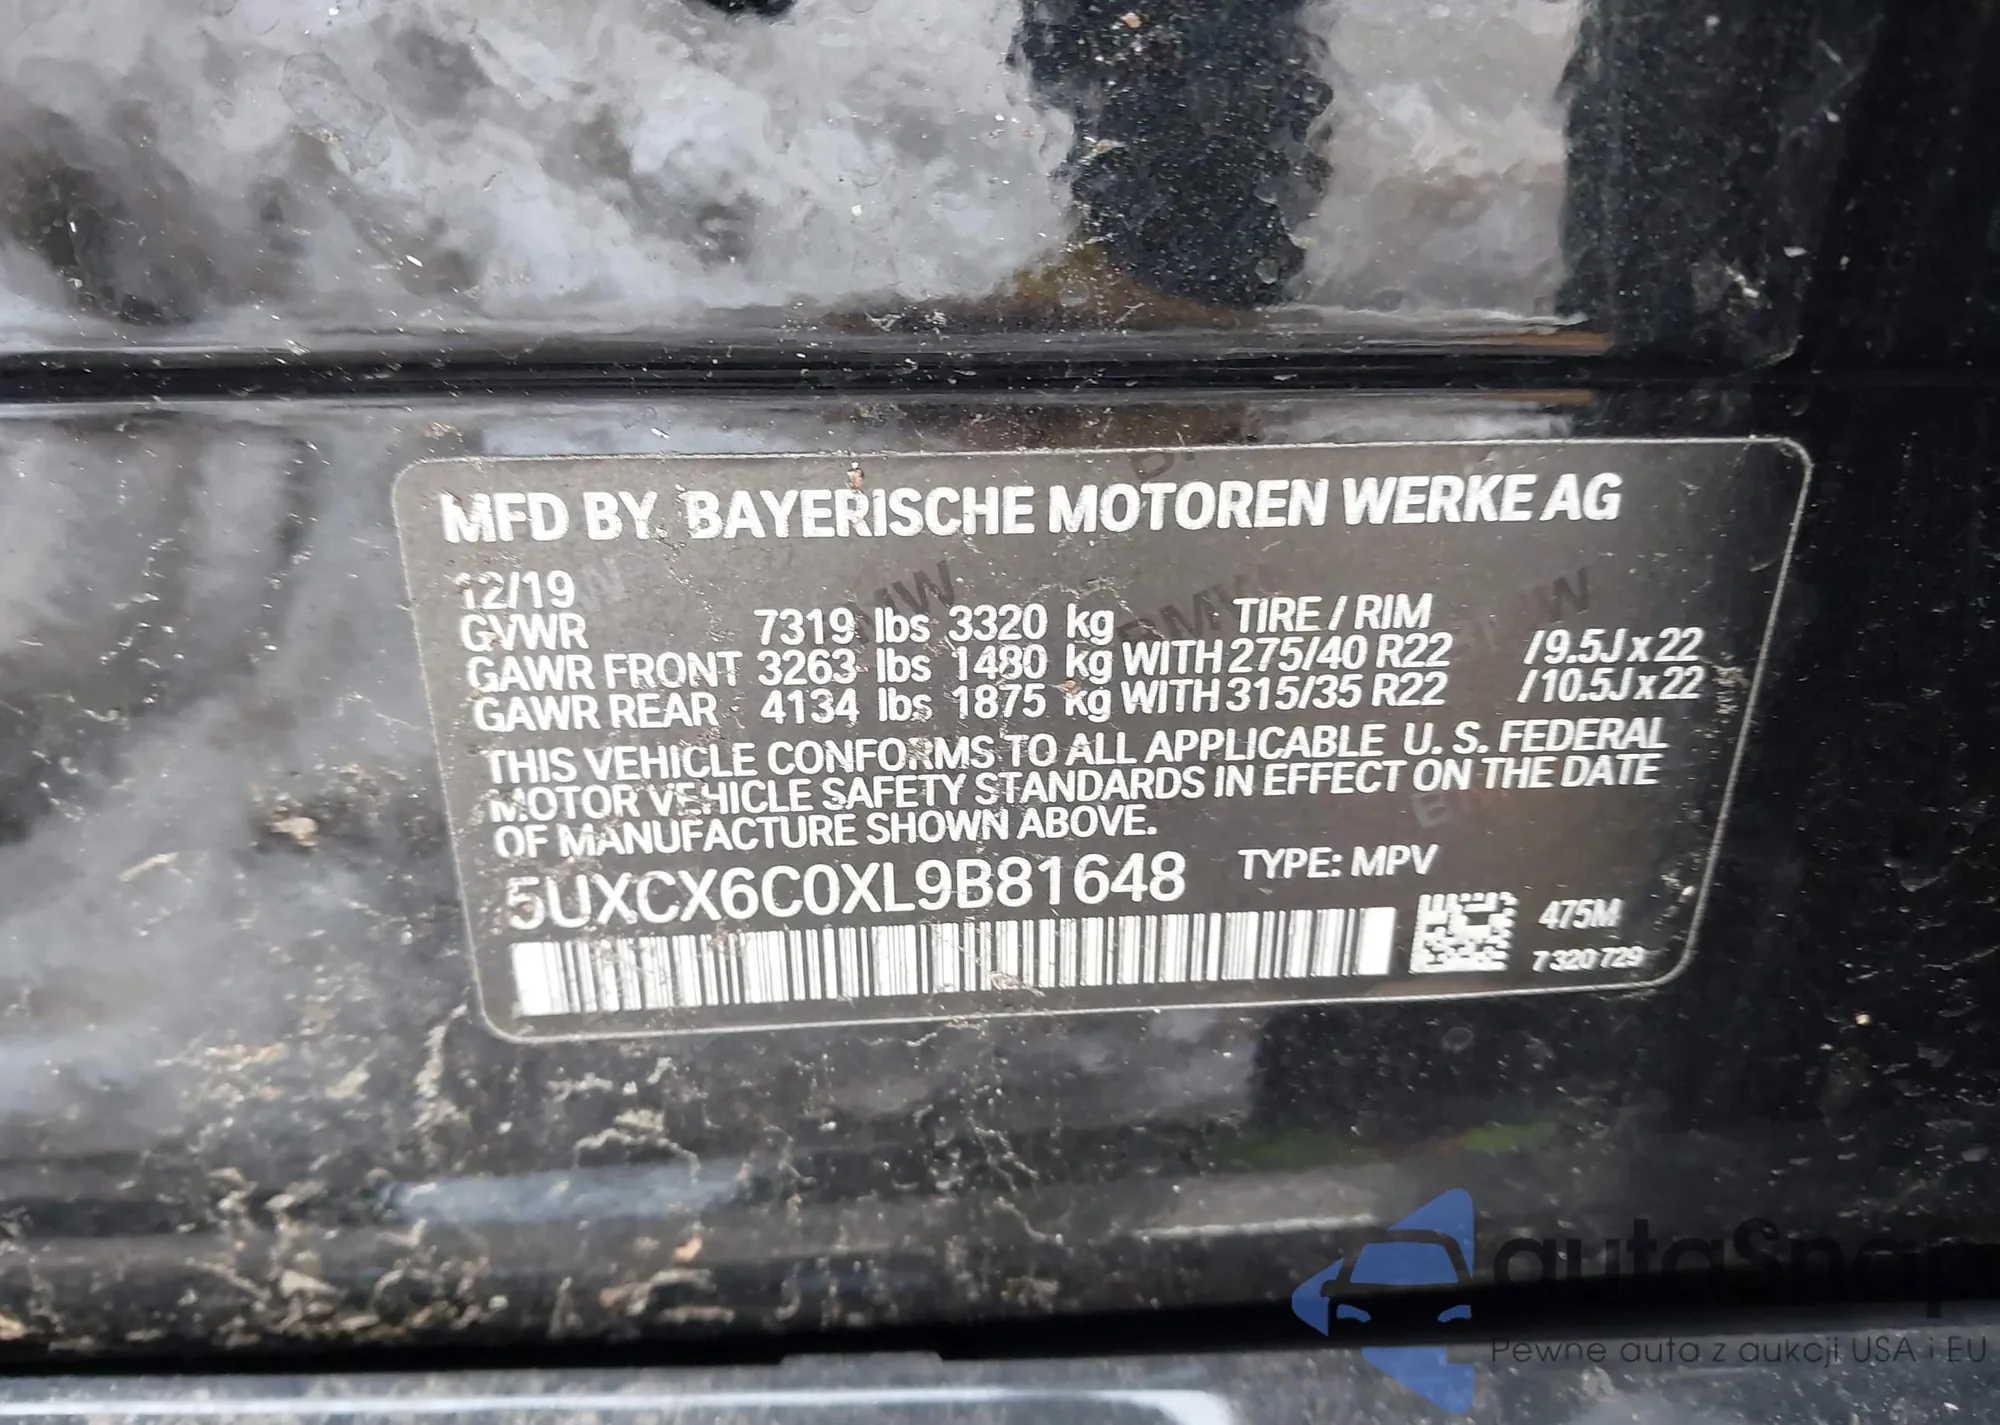 MFD BY BAYERISCHE MOTOREN WERKE AG
12/19
GVWR 7319 lbs 3320 kg TIRE / RIM
GAWR FRONT 3263 lbs 1480 kg WITH 275/40 R22 /9.5J x 22
GAWR REAR 4134 lbs 1875 kg WITH 315/35 R22 /10.5J x 22
THIS VEHICLE CONFORMS TO ALL APPLICABLE U. S. FEDERAL
MOTOR VEHICLE SAFETY STANDARDS IN EFFECT ON THE DATE
OF MANUFACTURE SHOWN ABOVE.
5UXCX6C0XL9B81648 TYPE: MPV
475M
7 320 729
autaSnap
Pewne auta z aukcji USA i EU